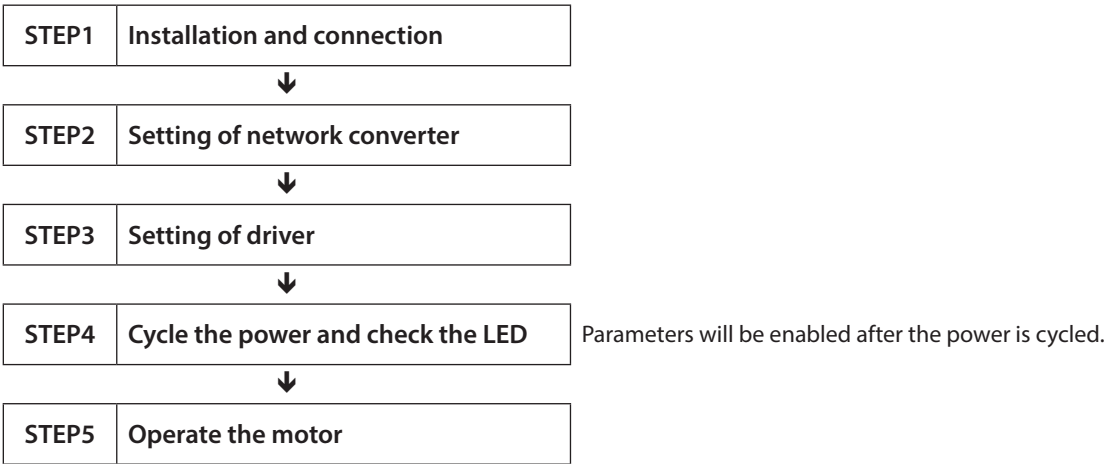 STEP1 Installation and connection
STEP2 Setting of network converter
STEP3 Setting of driver
STEP4 Cycle the power and check the LED Parameters will be enabled after the power is cycled.
STEP5 Operate the motor